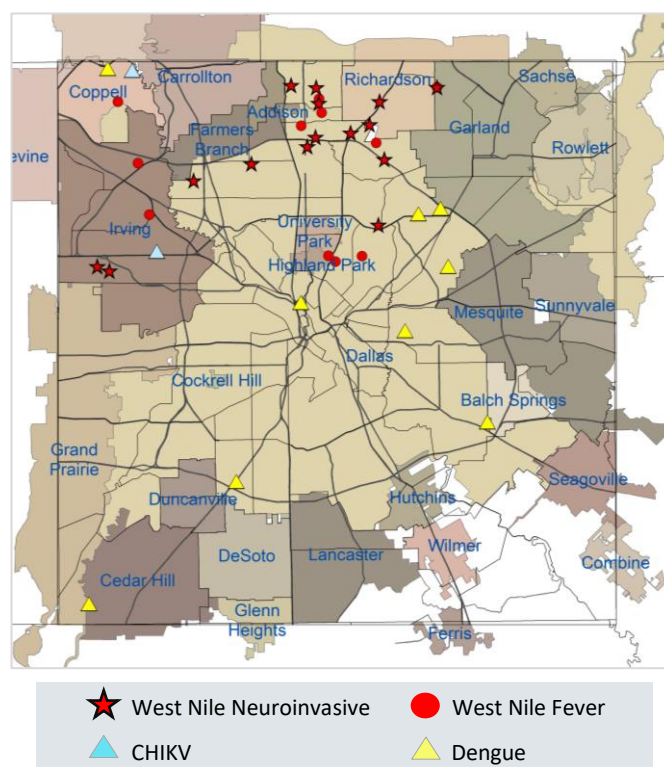 Sachse
Coppell
Carrollton
Richardson
Addison
Farmers
Branch
Garland
Rowlett
evine
Irving
University
Park
Highland Park
Mesquite
Sunnyvale
Dallas
Cockrell Hill
Balch Springs
Grand
Prairie
Seagoville
Duncanville
Hutchins
DeSoto
Lancaster
Wilmer
Combine
Cedar Hill
Glenn
Heights
Ferris
West Nile Neuroinvasive
West Nile Fever
CHIKV
Dengue